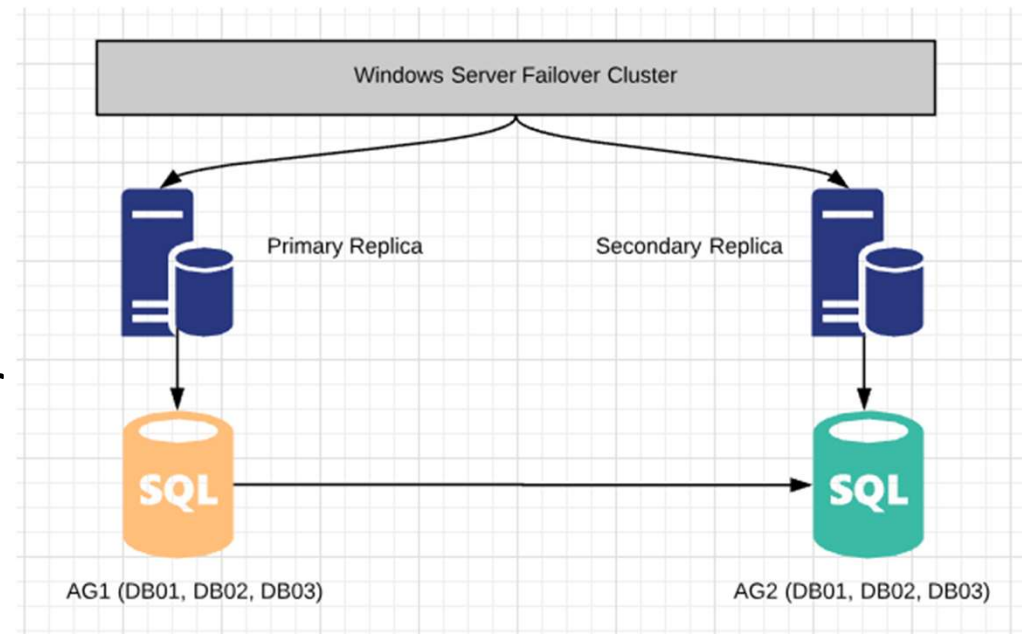 Windows Server Failover Cluster
Primary Replica
Secondary Replica
SQL
SQL
AG1 (DB01, DB02, DB03)
AG2 (DB01, DB02, DB03)